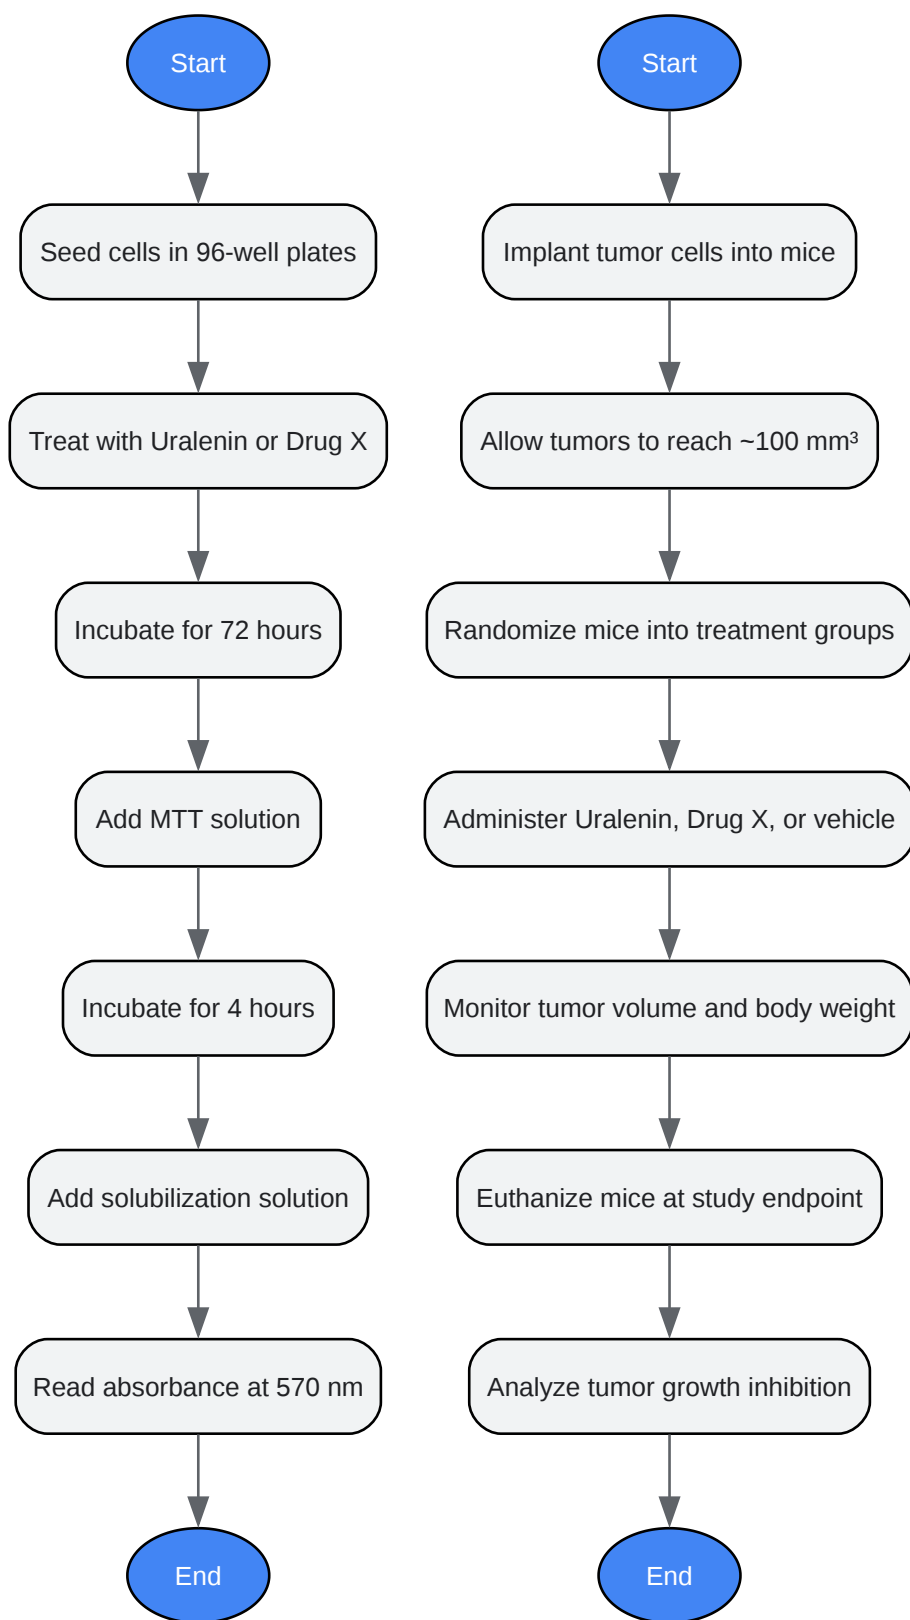 Start
Seed cells in 96-well plates
Treat with Uralenin or Drug X
Incubate for 72 hours
Add MTT solution
Incubate for 4 hours
Add solubilization solution
Read absorbance at 570 nm
End
Start
Implant tumor cells into mice
Allow tumors to reach ~100 mm³
Randomize mice into treatment groups
Administer Uralenin, Drug X, or vehicle
Monitor tumor volume and body weight
Euthanize mice at study endpoint
Analyze tumor growth inhibition
End